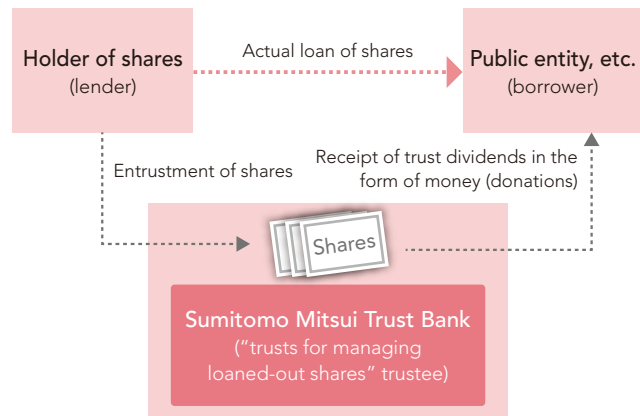 Holder of shares
(lender)
Actual loan of shares
Public entity, etc.
(borrower)
Entrustment of shares
Receipt of trust dividends in the
form of money (donations)
Shares
Sumitomo Mitsui Trust Bank
(“trusts for managing
loaned-out shares” trustee)